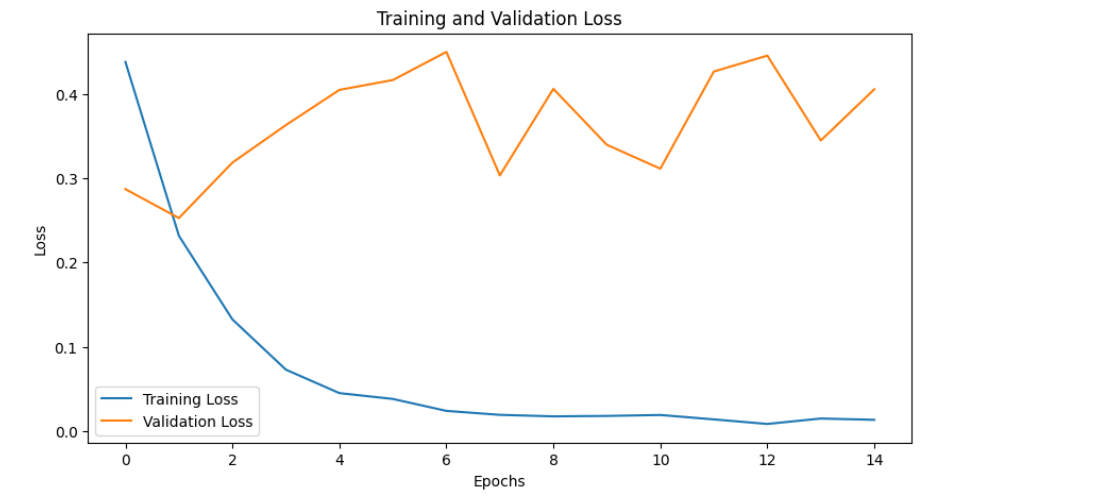 Training and Validation Loss
Loss
0.4
0.3
0.2
0.1
0.0
Training Loss
Validation Loss
0 2 4 6 8 10 12 14
Epochs